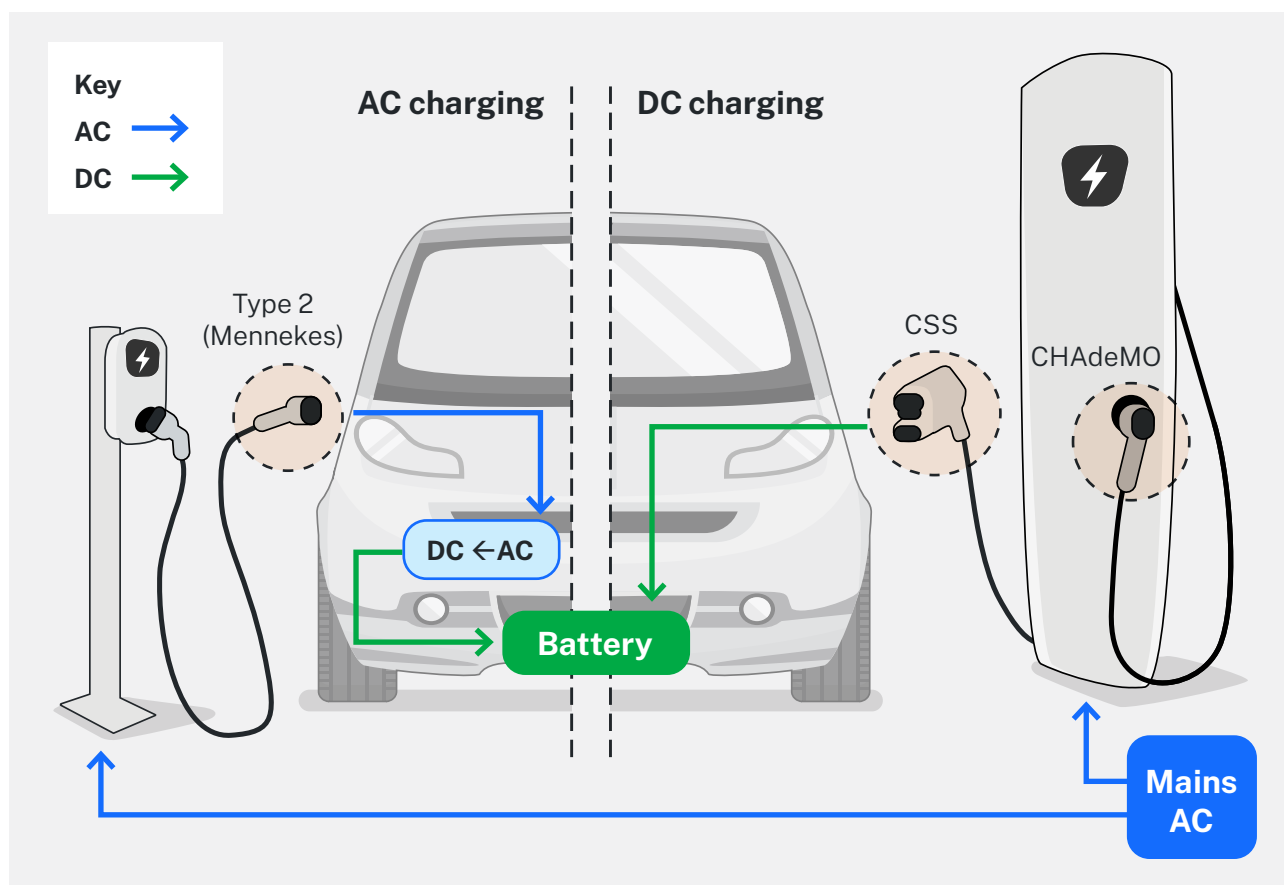 Key
AC
DC
AC charging
DC charging
Type 2
(Mennekes)
CSS
CHAdeMO
DC ←AC
Battery
Mains
AC